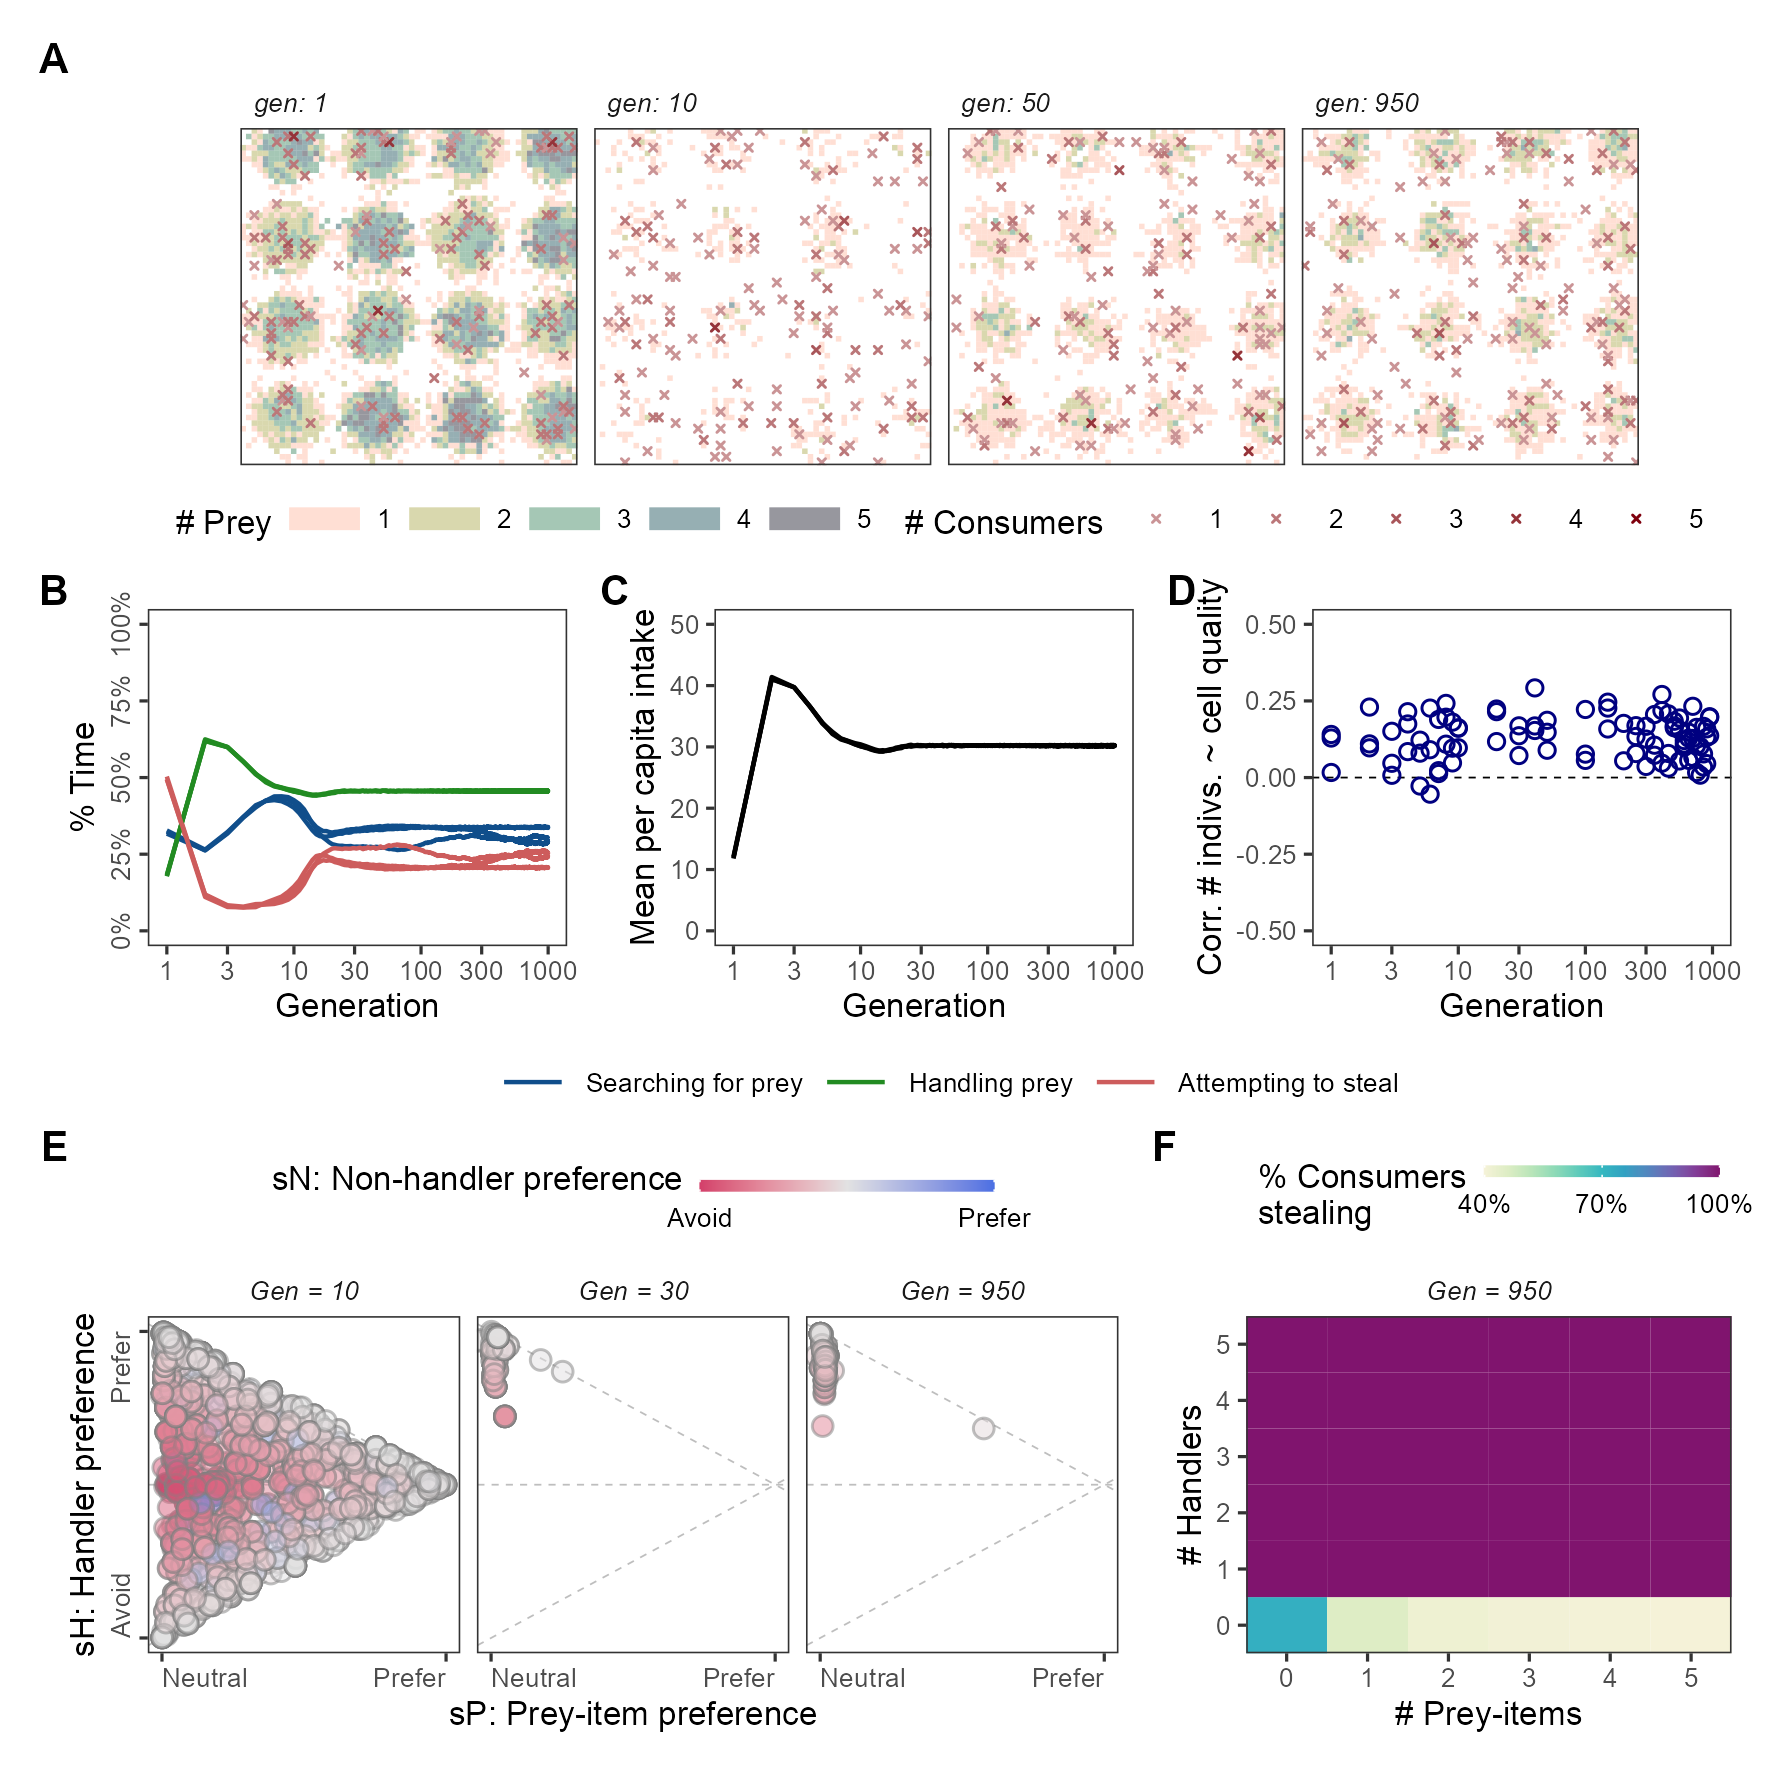 A
gen: 1
gen: 10
gen: 50
gen: 950
# Prey 1 2 3 4 5 # Consumers 1 2 3 4 5
B
% Time
100%
75%
50%
25%
0%
1 3 10 30 100 300 1000
Generation
C
Mean per capita intake
50
40
30
20
10
0
1 3 10 30 100 300 1000
Generation
D
Corr. # indivs. ~ cell quality
0.50
0.25
0.00
-0.25
-0.50
1 3 10 30 100 300 1000
Generation
Searching for prey Handling prey Attempting to steal
E
sN: Non-handler preference
Avoid Prefer
Gen = 10
Gen = 30
Gen = 950
sH: Handler preference
Prefer
Avoid
Neutral Prefer
Neutral Prefer
Neutral Prefer
sP: Prey-item preference
F
% Consumers
stealing
40% 70% 100%
Gen = 950
# Handlers
5
4
3
2
1
0
0 1 2 3 4 5
# Prey-items